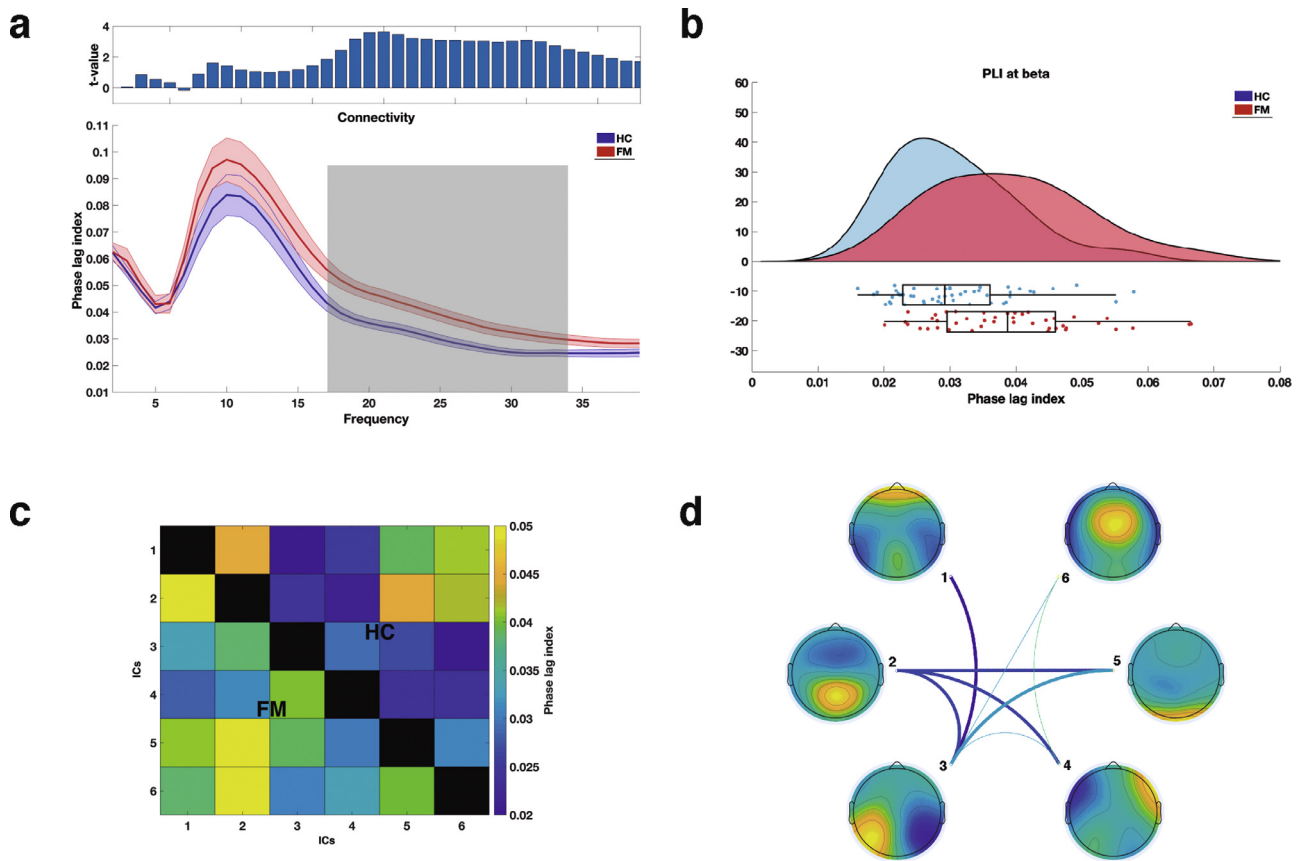 a
4
2
0
t-value
Connectivity
HC
FM
0.11
0.1
0.09
0.08
0.07
0.06
0.05
0.04
0.03
0.02
0.01
Phase lag index
5 10 15 20 25 30 35
Frequency
b
PLI at beta
HC
FM
60
50
40
30
20
10
0
-10
-20
-30
0 0.01 0.02 0.03 0.04 0.05 0.06 0.07 0.08
Phase lag index
c
1
2
3
4
5
6
ICs
HC
FM
1 2 3 4 5 6
ICs
0.05
0.045
0.04
0.035
0.03
0.025
0.02
Phase lag index
d
1 6
2 5
3 4